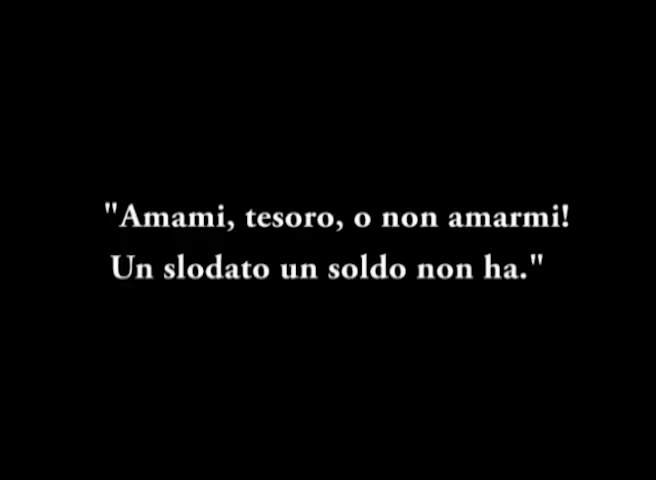 "Amami, tesoro, o non amarmi!
Un slodato un soldo non ha."